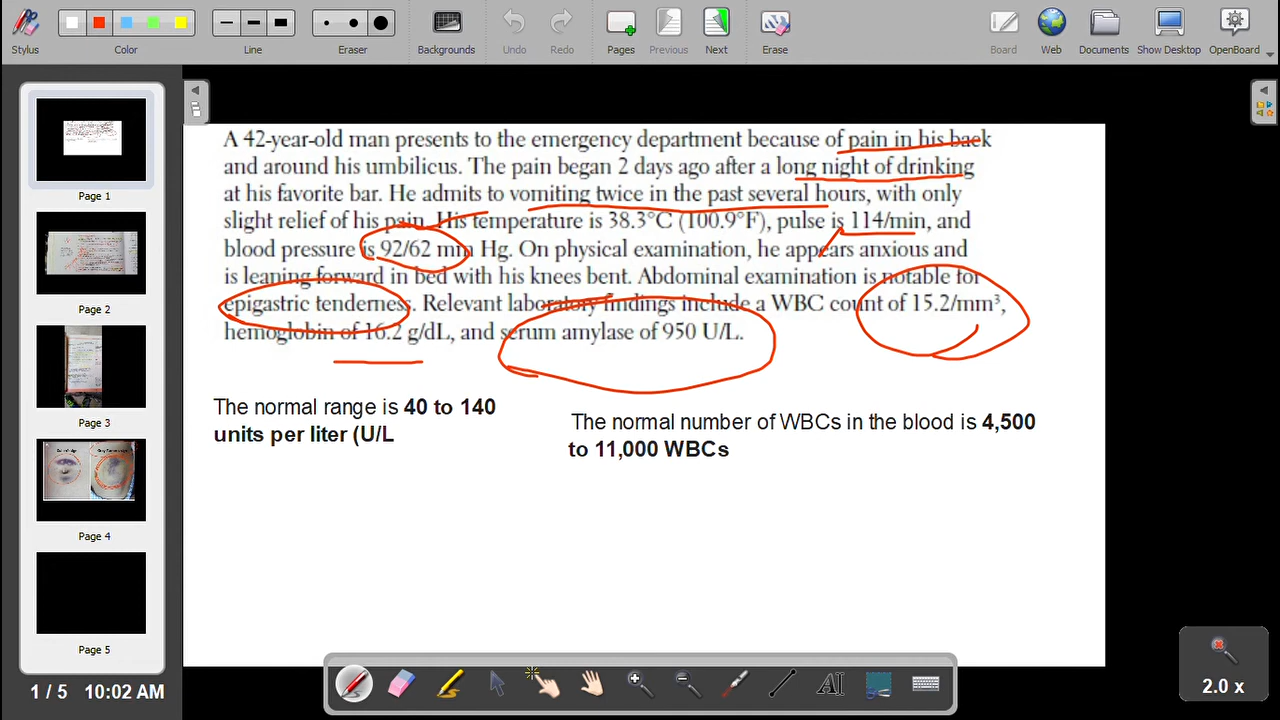 Stylus
Color
Line
Eraser
Backgrounds
Undo
Redo
Pages
Previous
Next
Erase
Board
Web
Documents
Show Desktop
OpenBoard
Page 1
Page 2
Page 3
Page 4
Page 5
1 / 5 10:02 AM
A 42-year-old man presents to the emergency department because of pain in his back
and around his umbilicus. The pain began 2 days ago after a long night of drinking
at his favorite bar. He admits to vomiting twice in the past several hours, with only
slight relief of his pain. His temperature is 38.3°C (100.9°F), pulse is 114/min, and
blood pressure is 92/62 mm Hg. On physical examination, he appears anxious and
is leaning forward in bed with his knees bent. Abdominal examination is notable for
epigastric tenderness. Relevant laboratory findings include a WBC count of 15.2/mm³,
hemoglobin of 16.2 g/dL, and serum amylase of 950 U/L.
The normal range is 40 to 140
units per liter (U/L
The normal number of WBCs in the blood is 4,500
to 11,000 WBCs
AI
2.0 x